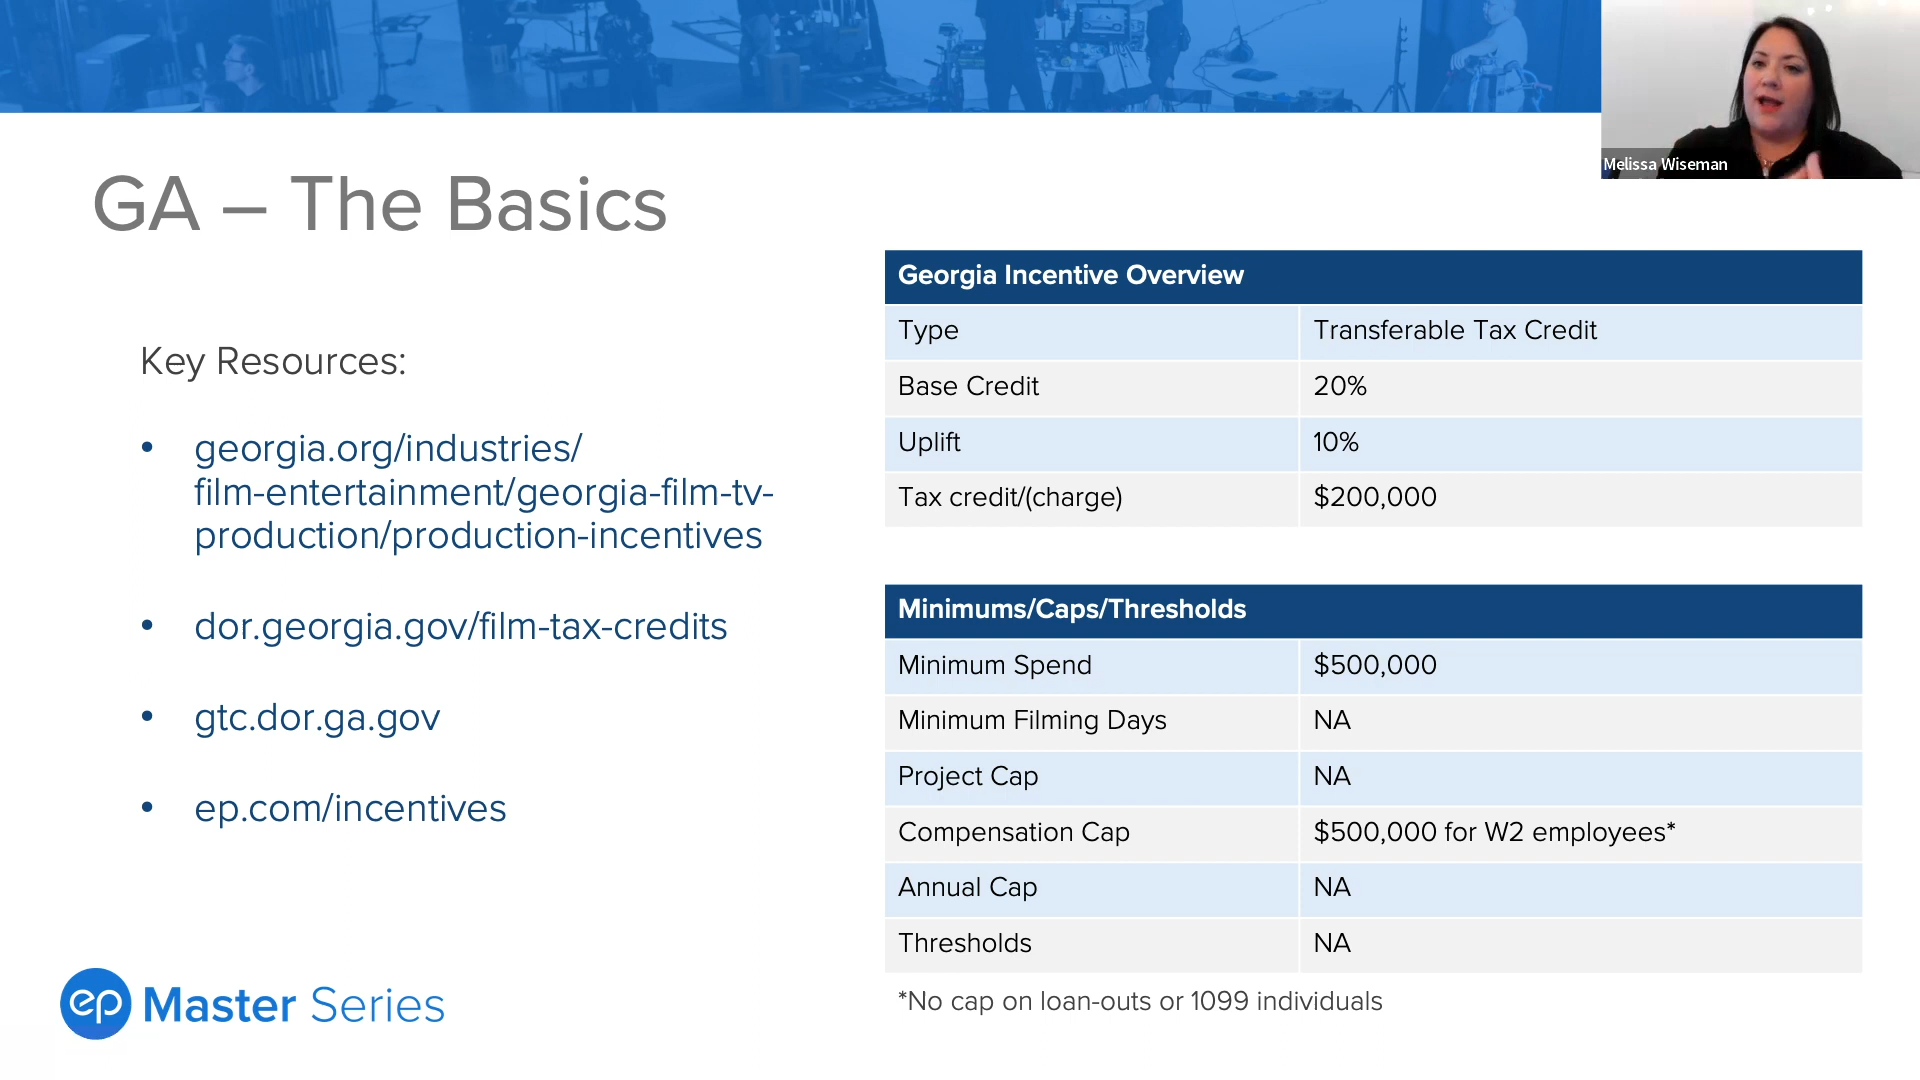 Melissa Wiseman
GA – The Basics
Key Resources:
• georgia.org/industries/
film-entertainment/georgia-film-tv-
production/production-incentives
• dor.georgia.gov/film-tax-credits
• gtc.dor.ga.gov
• ep.com/incentives
Georgia Incentive Overview
Type Transferable Tax Credit
Base Credit 20%
Uplift 10%
Tax credit/(charge) $200,000
Minimums/Caps/Thresholds
Minimum Spend $500,000
Minimum Filming Days NA
Project Cap NA
Compensation Cap $500,000 for W2 employees*
Annual Cap NA
Thresholds NA
*No cap on loan-outs or 1099 individuals
ep Master Series